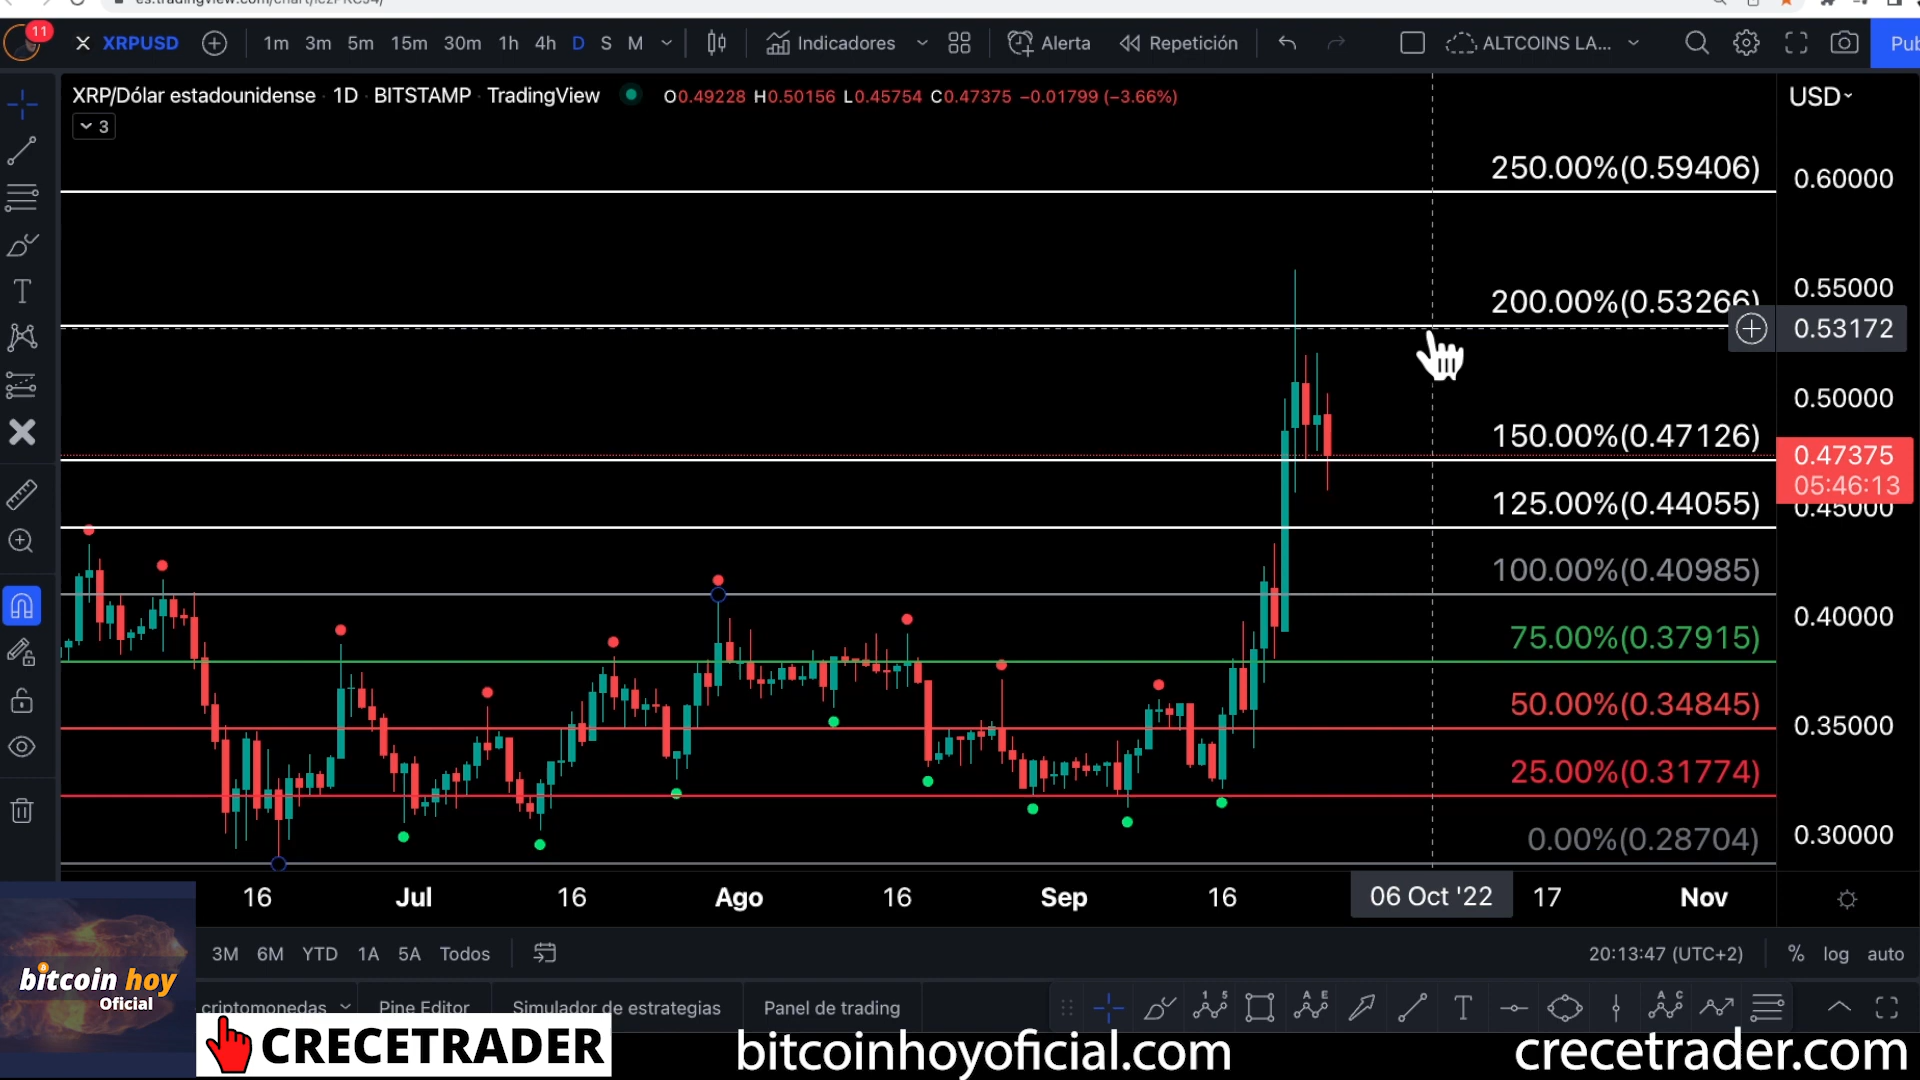 11
XRPUSD 1m 3m 5m 15m 30m 1h 4h D S M Indicadores Alerta Repetición ALTCOINS LA... Pub
XRP/Dólar estadounidense · 1D · BITSTAMP · TradingView O0.49228 H0.50156 L0.45754 C0.47375 −0.01799 (−3.66%)
USD
3
250.00%(0.59406)
0.60000
0.55000
200.00%(0.53266)
0.53172
0.50000
150.00%(0.47126)
0.47375
05:46:13
125.00%(0.44055)
0.45000
100.00%(0.40985)
0.40000
75.00%(0.37915)
50.00%(0.34845)
0.35000
25.00%(0.31774)
0.00%(0.28704)
0.30000
16 Jul 16 Ago 16 Sep 16 06 Oct '22 17 Nov
3M 6M YTD 1A 5A Todos 20:13:47 (UTC+2) % log auto
bitcoin hoy
Oficial
criptomonedas Pine Editor Simulador de estrategias Panel de trading
CRECETRADER
bitcoinhoyoficial.com
crecetrader.com